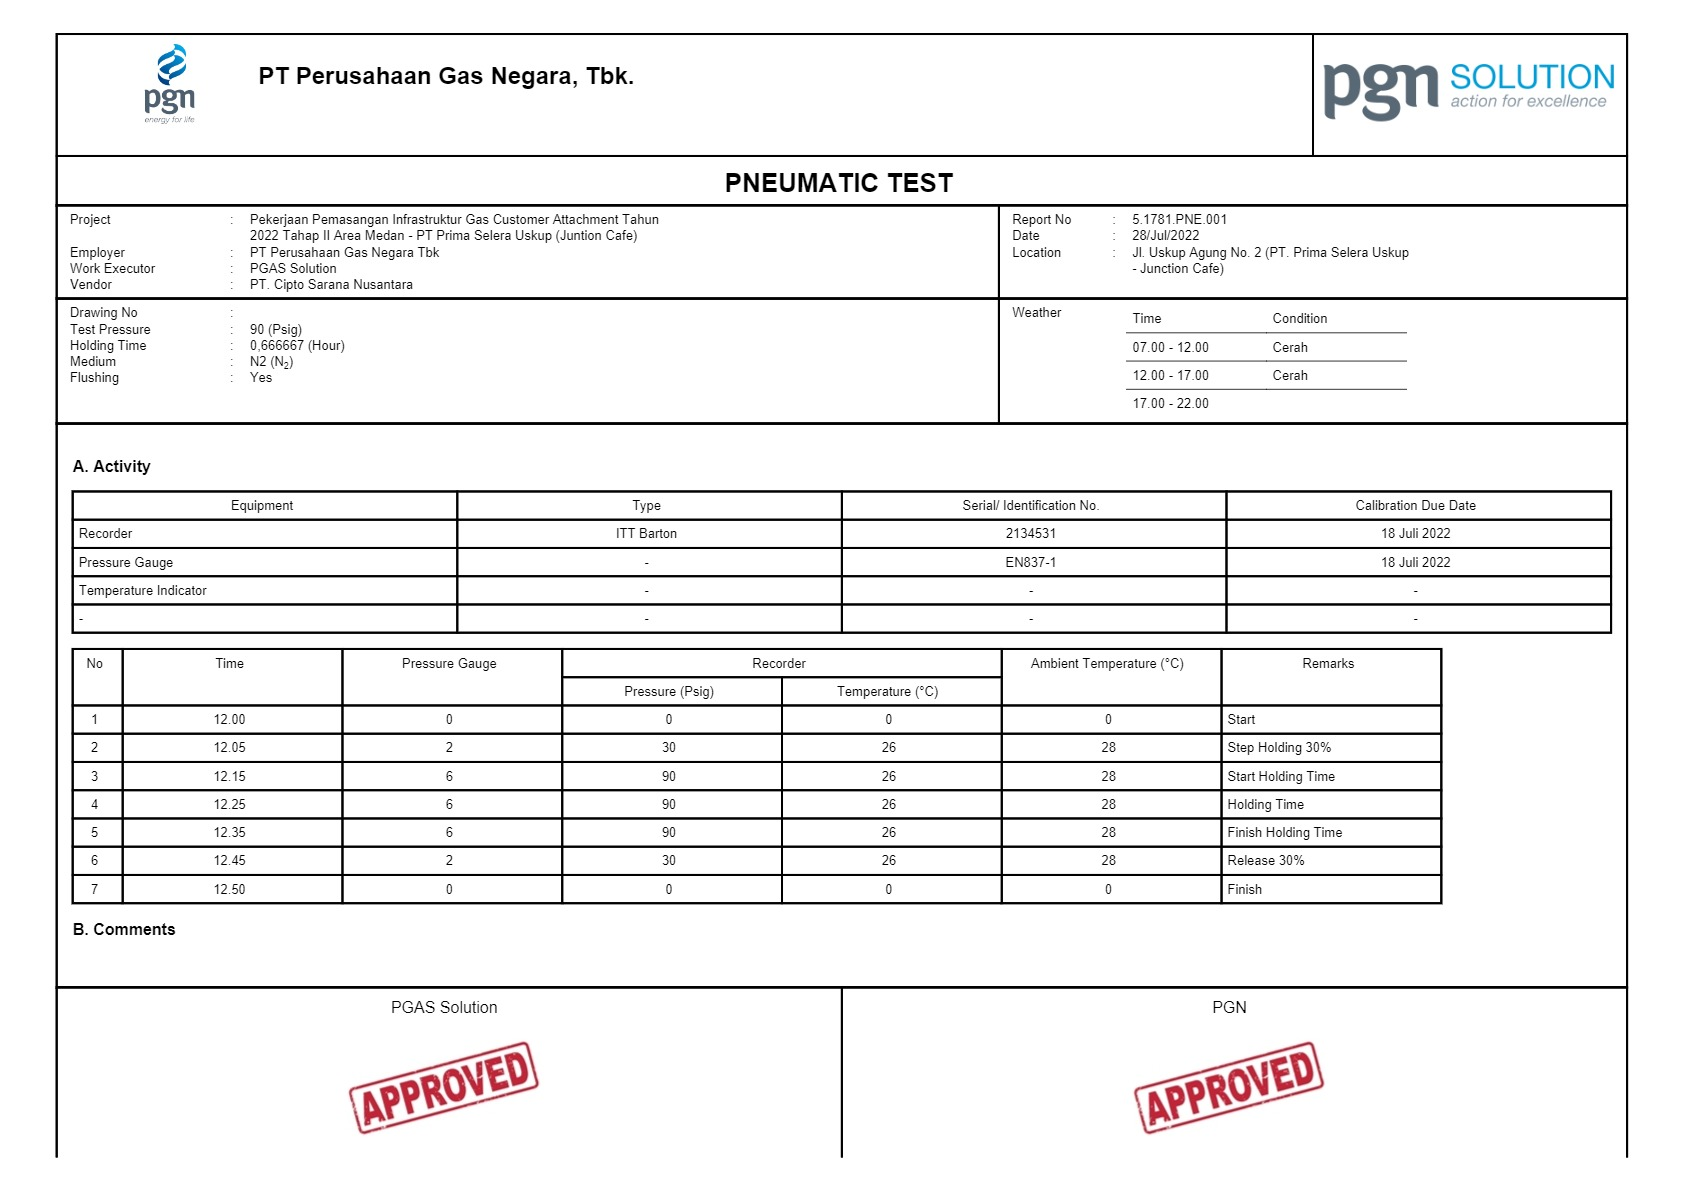 pgn
energy for life
PT Perusahaan Gas Negara, Tbk.
pgn SOLUTION
action for excellence
PNEUMATIC TEST
Project : Pekerjaan Pemasangan Infrastruktur Gas Customer Attachment Tahun
2022 Tahap II Area Medan - PT Prima Selera Uskup (Juntion Cafe)
Employer : PT Perusahaan Gas Negara Tbk
Work Executor : PGAS Solution
Vendor : PT. Cipto Sarana Nusantara
Report No : 5.1781.PNE.001
Date : 28/Jul/2022
Location : Jl. Uskup Agung No. 2 (PT. Prima Selera Uskup
- Junction Cafe)
Drawing No :
Test Pressure : 90 (Psig)
Holding Time : 0,666667 (Hour)
Medium : N2 (N₂)
Flushing : Yes
Weather
Time Condition
07.00 - 12.00 Cerah
12.00 - 17.00 Cerah
17.00 - 22.00
A. Activity
Equipment Type Serial/ Identification No. Calibration Due Date
Recorder ITT Barton 2134531 18 Juli 2022
Pressure Gauge - EN837-1 18 Juli 2022
Temperature Indicator - - -
- - - -
No Time Pressure Gauge Recorder Ambient Temperature (°C) Remarks
Pressure (Psig) Temperature (°C)
1 12.00 0 0 0 0 Start
2 12.05 2 30 26 28 Step Holding 30%
3 12.15 6 90 26 28 Start Holding Time
4 12.25 6 90 26 28 Holding Time
5 12.35 6 90 26 28 Finish Holding Time
6 12.45 2 30 26 28 Release 30%
7 12.50 0 0 0 0 Finish
B. Comments
PGAS Solution
APPROVED
PGN
APPROVED